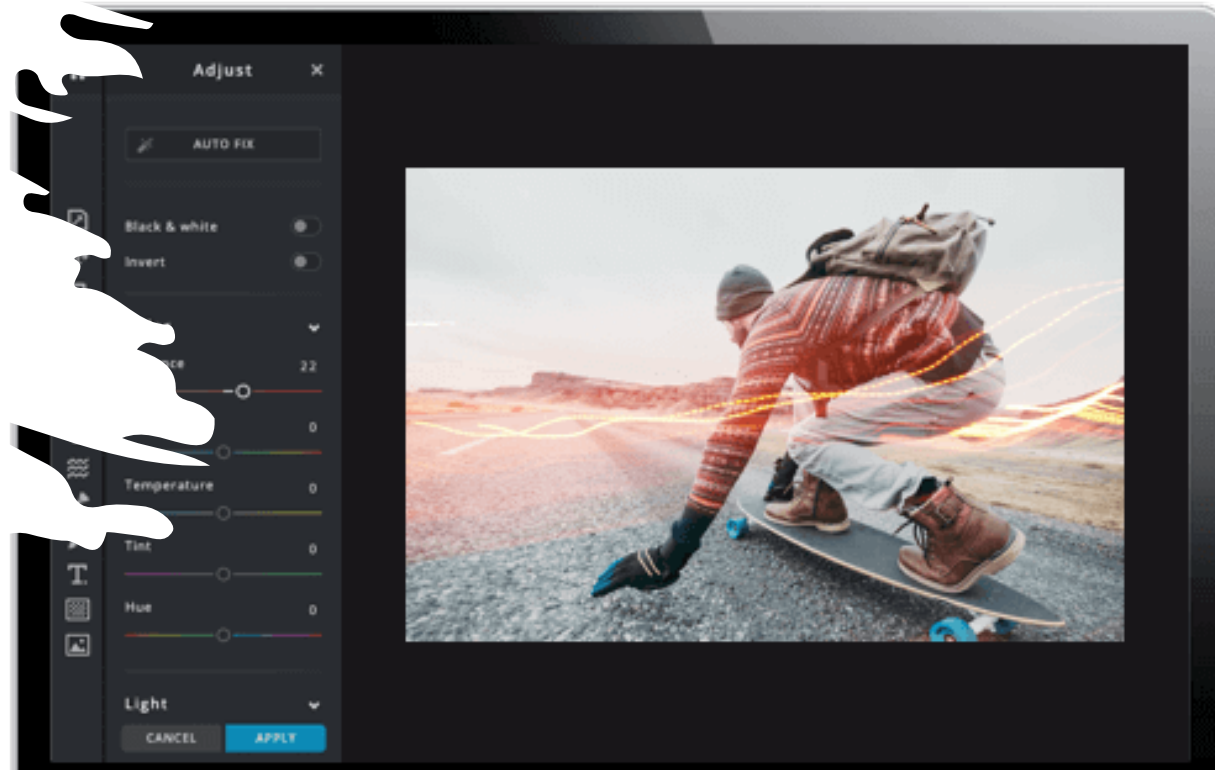 Adjust
AUTO FIX
Black & white
Invert
22
0
Temperature 0
Tint 0
Hue 0
Light
CANCEL APPLY